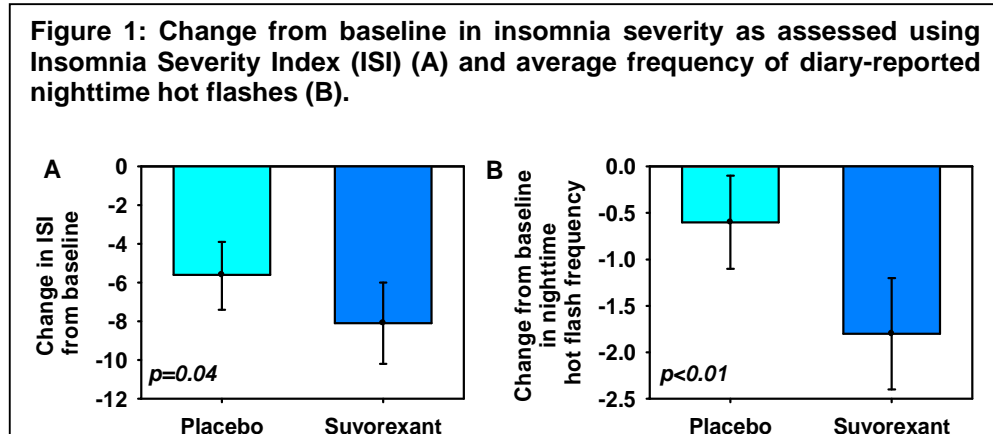 Figure 1: Change from baseline in insomnia severity as assessed using
Insomnia Severity Index (ISI) (A) and average frequency of diary-reported
nighttime hot flashes (B).
A
Change in ISI
from baseline
0
-2
-4
-6
-8
-10
-12
p=0.04
Placebo
Suvorexant
B
Change from baseline
in nighttime
hot flash frequency
0.0
-0.5
-1.0
-1.5
-2.0
-2.5
p<0.01
Placebo
Suvorexant